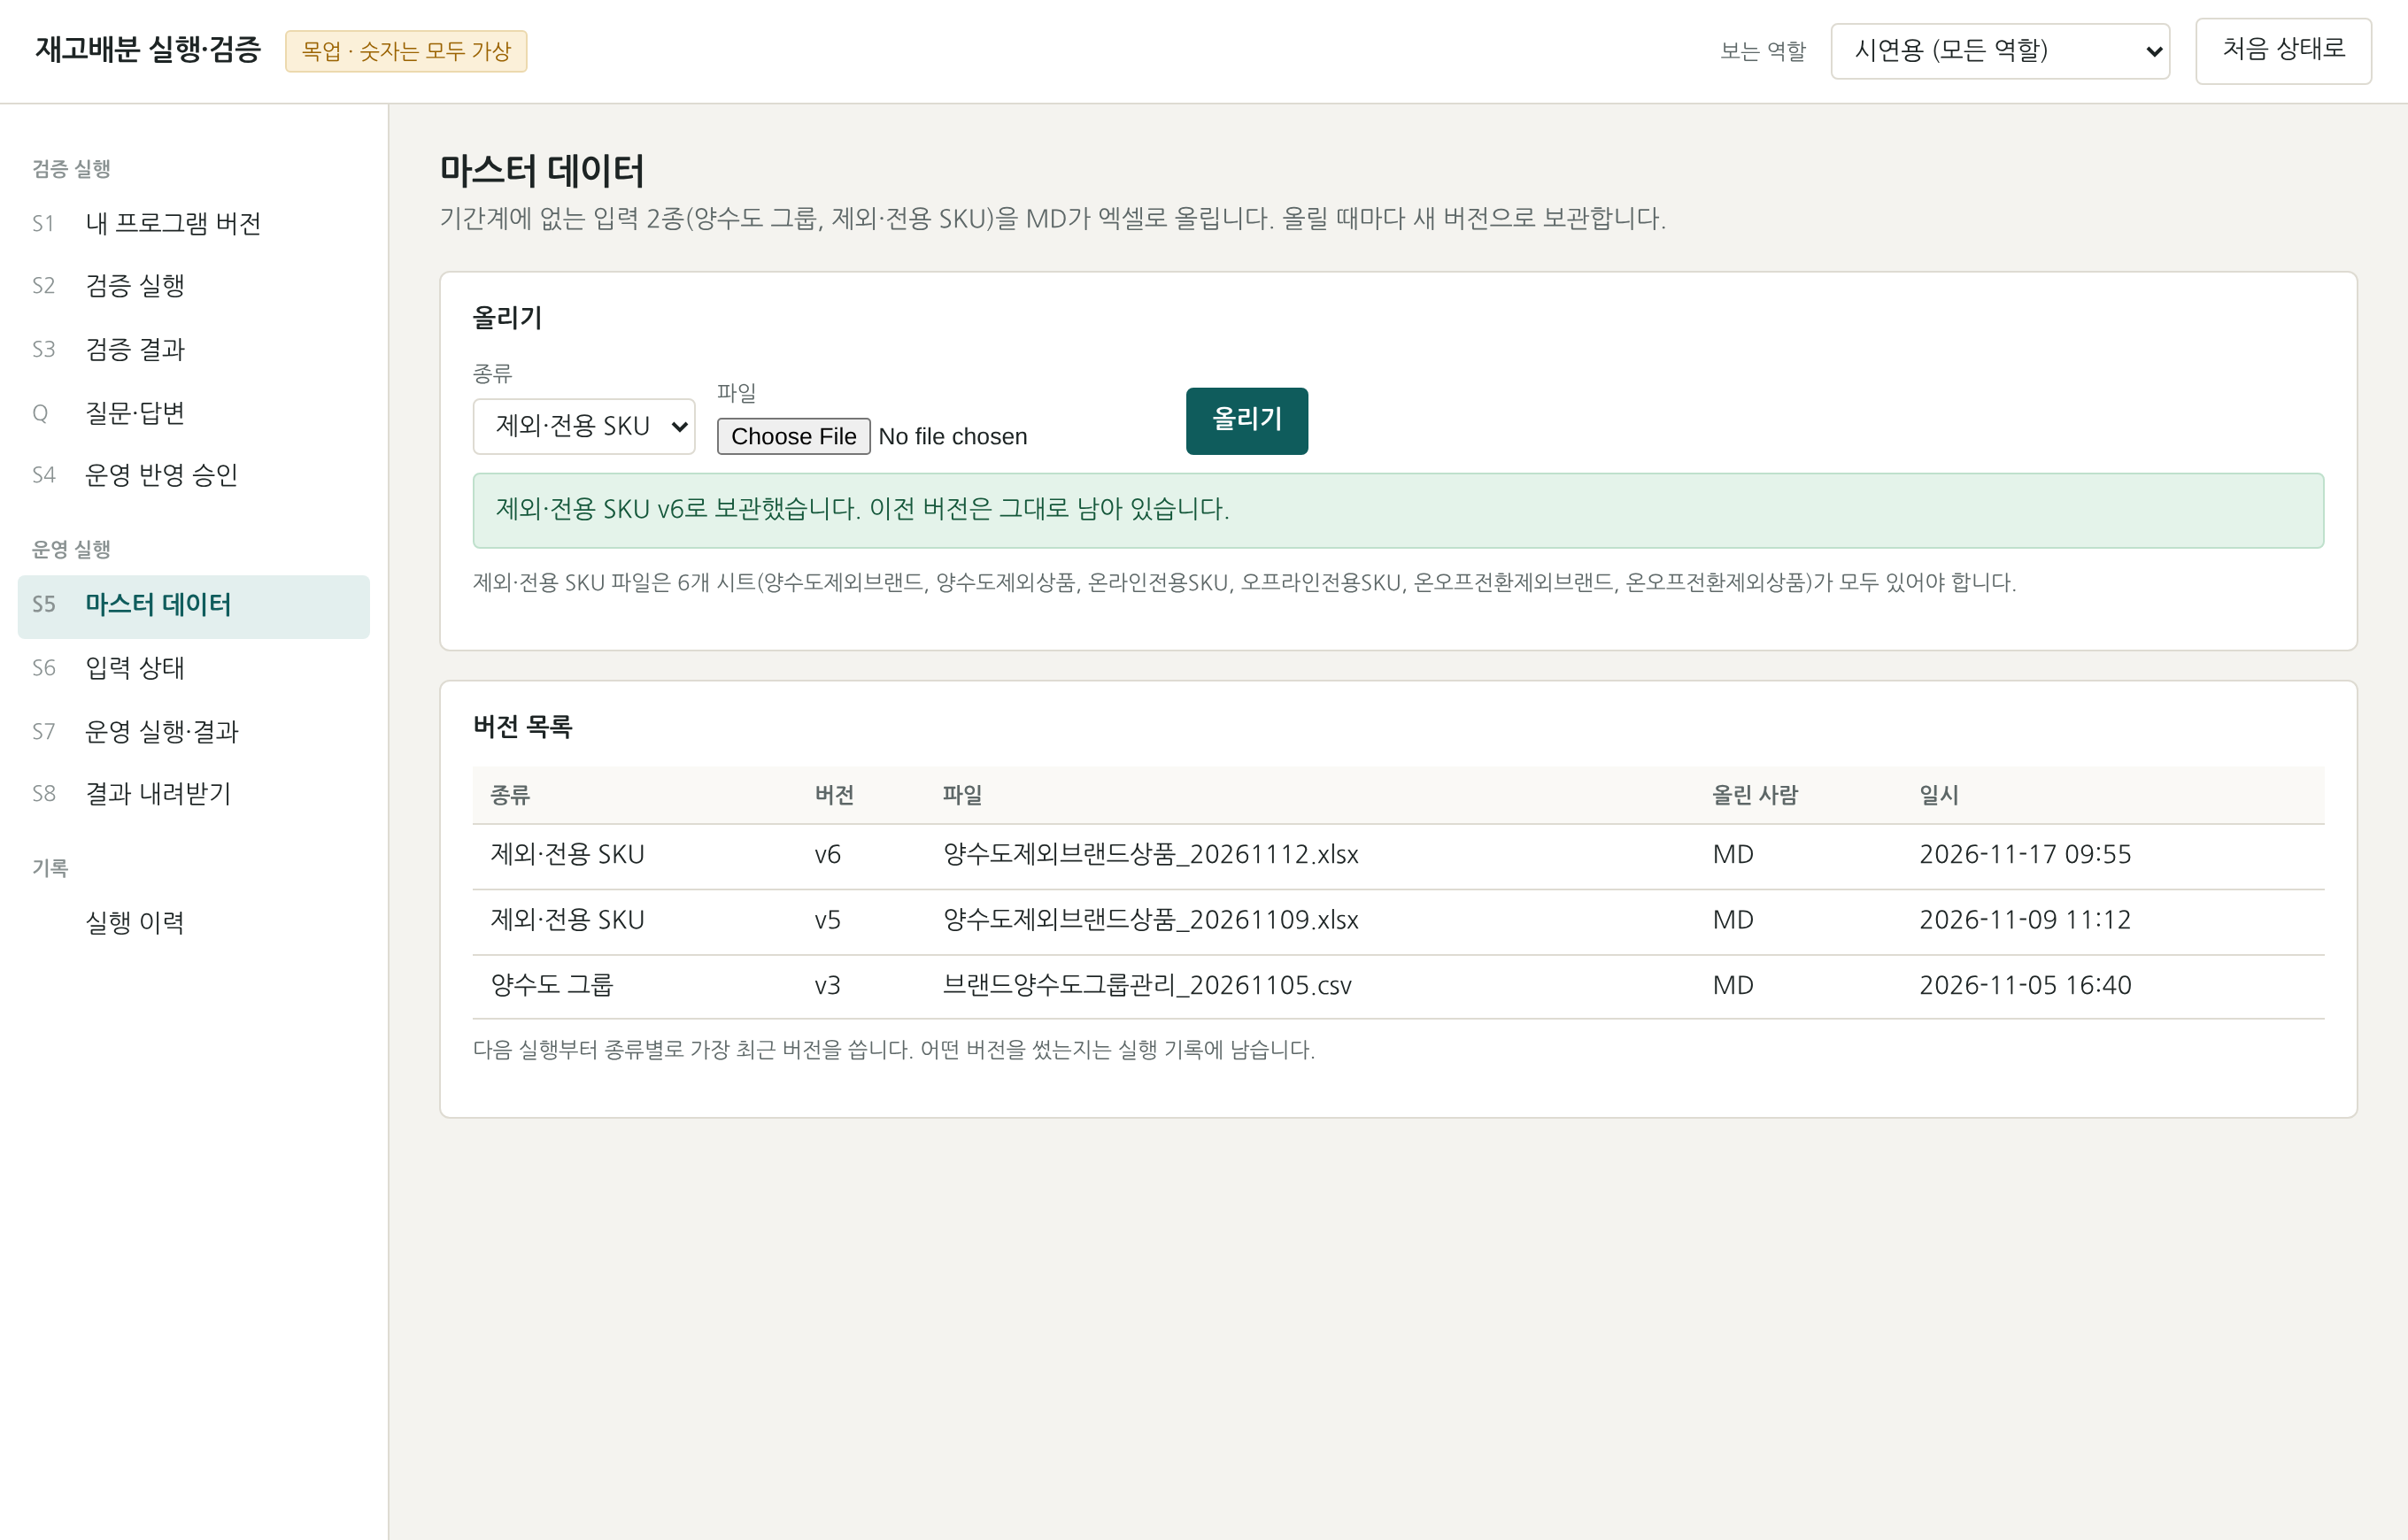 재고배분 실행·검증
목업 · 숫자는 모두 가상
보는 역할
시연용 (모든 역할)
처음 상태로
검증 실행
S1 내 프로그램 버전
S2 검증 실행
S3 검증 결과
Q 질문·답변
S4 운영 반영 승인
운영 실행
S5 마스터 데이터
S6 입력 상태
S7 운영 실행·결과
S8 결과 내려받기
기록
실행 이력
마스터 데이터
기간계에 없는 입력 2종(양수도 그룹, 제외·전용 SKU)을 MD가 엑셀로 올립니다. 올릴 때마다 새 버전으로 보관합니다.
올리기
종류
제외·전용 SKU
파일
Choose File No file chosen
올리기
제외·전용 SKU v6로 보관했습니다. 이전 버전은 그대로 남아 있습니다.
제외·전용 SKU 파일은 6개 시트(양수도제외브랜드, 양수도제외상품, 온라인전용SKU, 오프라인전용SKU, 온오프전환제외브랜드, 온오프전환제외상품)가 모두 있어야 합니다.
버전 목록
종류 버전 파일 올린 사람 일시
제외·전용 SKU v6 양수도제외브랜드상품_20261112.xlsx MD 2026-11-17 09:55
제외·전용 SKU v5 양수도제외브랜드상품_20261109.xlsx MD 2026-11-09 11:12
양수도 그룹 v3 브랜드양수도그룹관리_20261105.csv MD 2026-11-05 16:40
다음 실행부터 종류별로 가장 최근 버전을 씁니다. 어떤 버전을 썼는지는 실행 기록에 남습니다.